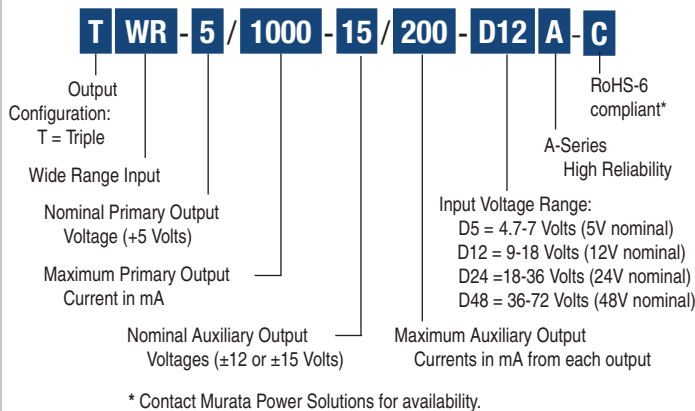 T WR - 5 / 1000 - 15 / 200 - D12 A - C
Output
Configuration:
T = Triple
Wide Range Input
Nominal Primary Output
Voltage (+5 Volts)
Maximum Primary Output
Current in mA
Nominal Auxiliary Output
Voltages (±12 or ±15 Volts)
Maximum Auxiliary Output
Currents in mA from each output
Input Voltage Range:
D5 = 4.7-7 Volts (5V nominal)
D12 = 9-18 Volts (12V nominal)
D24 =18-36 Volts (24V nominal)
D48 = 36-72 Volts (48V nominal)
A-Series
High Reliability
RoHS-6
compliant*
* Contact Murata Power Solutions for availability.